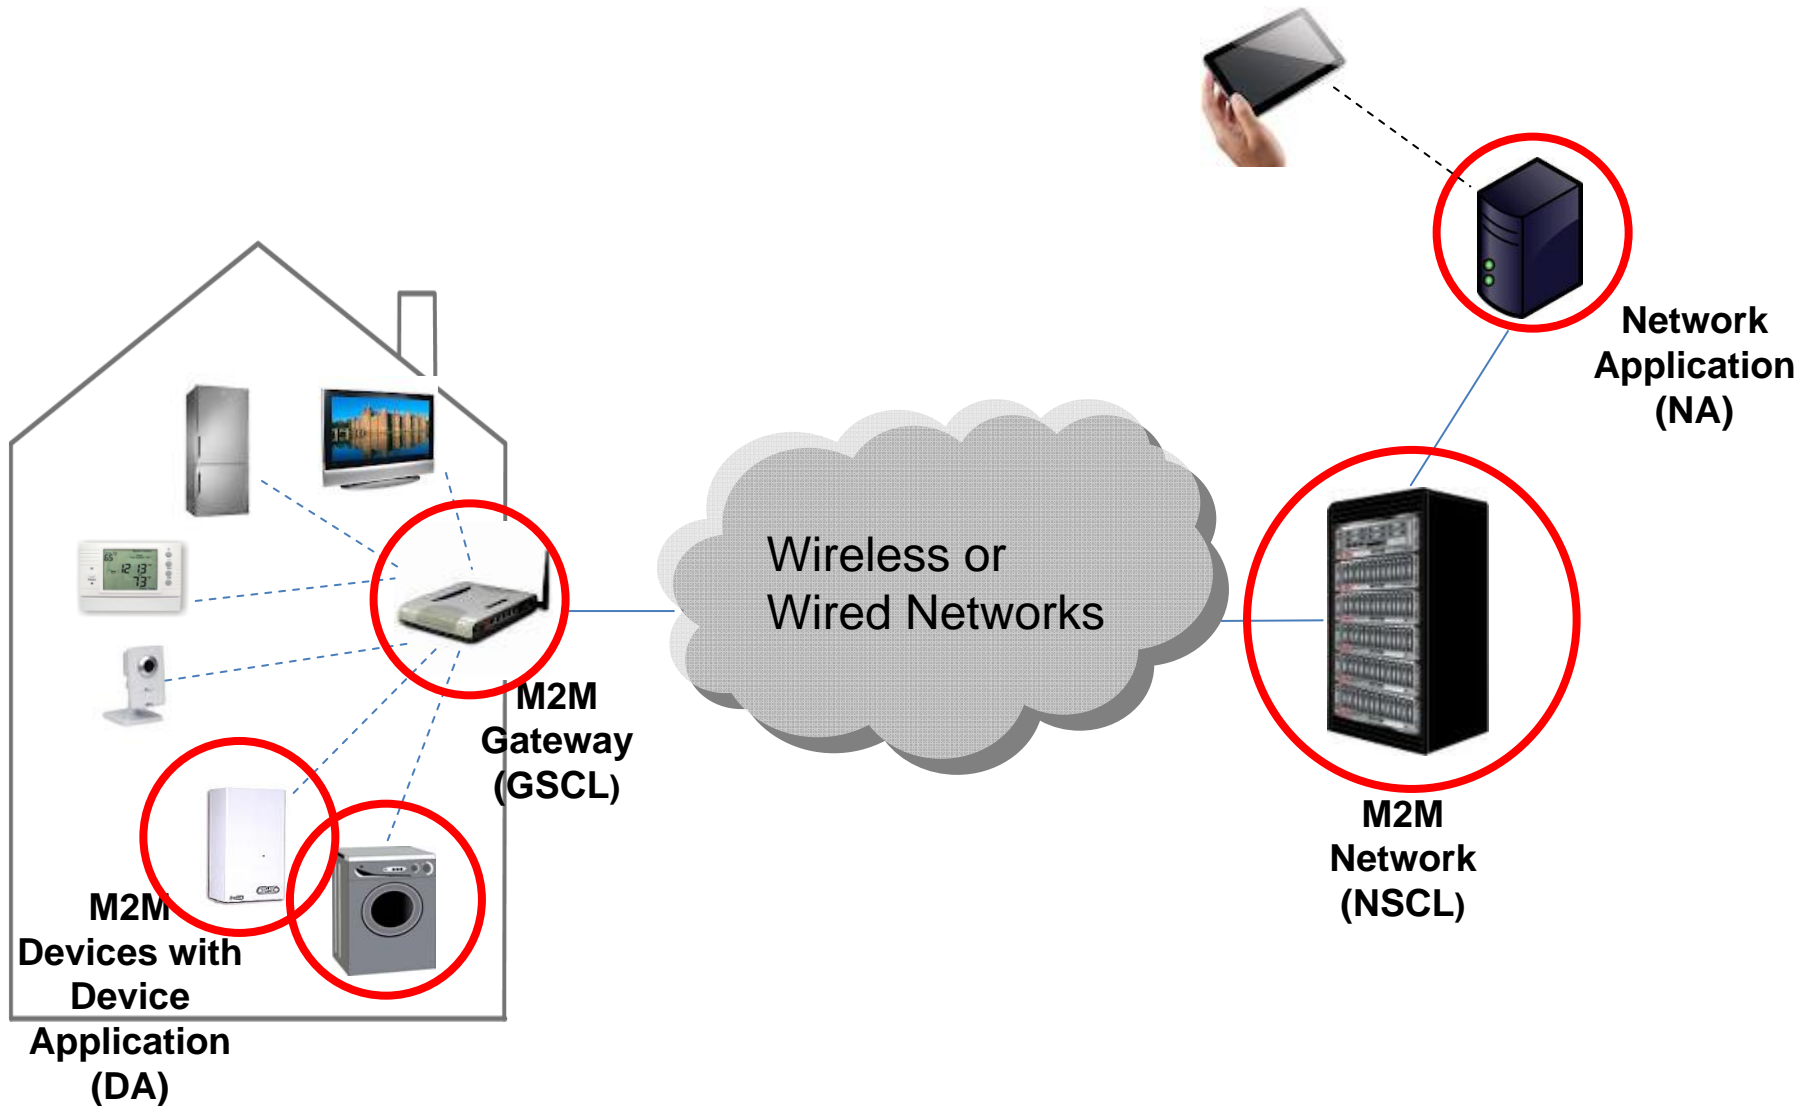 Network
Application
(NA)
Wireless or
Wired Networks
M2M
Gateway
(GSCL)
M2M
Network
(NSCL)
M2M
Devices with
Device
Application
(DA)